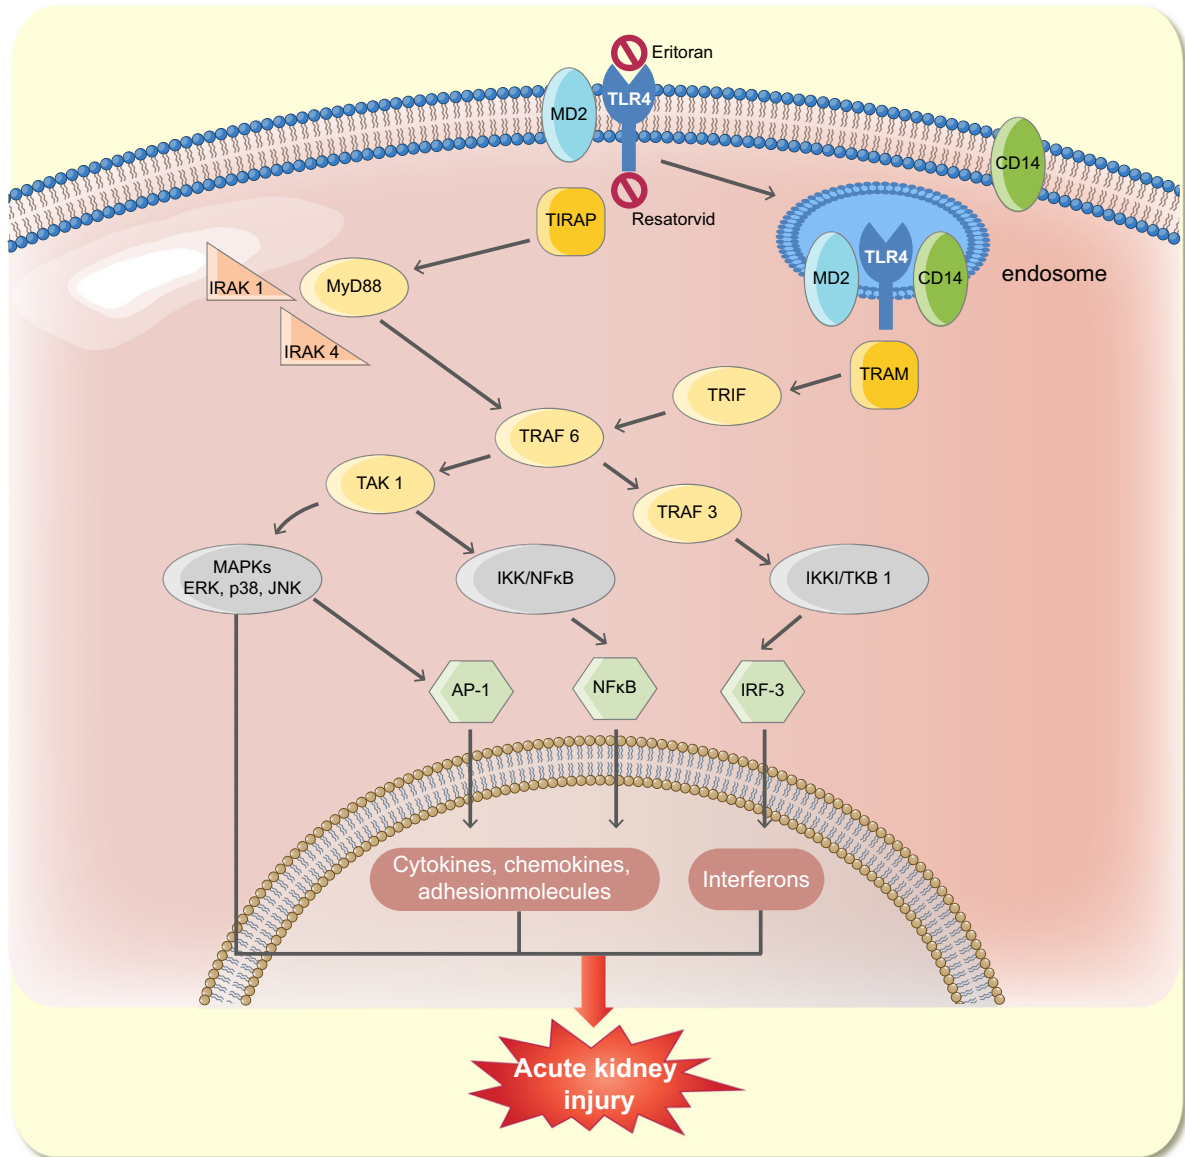 Eritoran
TLR4
MD2
CD14
Resatorvid
TIRAP
TLR4
MD2
CD14
endosome
IRAK 1
MyD88
IRAK 4
TRAM
TRIF
TRAF 6
TAK 1
TRAF 3
MAPKs
ERK, p38, JNK
IKK/NFκB
IKKI/TKB 1
AP-1
NFκB
IRF-3
Cytokines, chemokines,
adhesionmolecules
Interferons
Acute kidney
injury